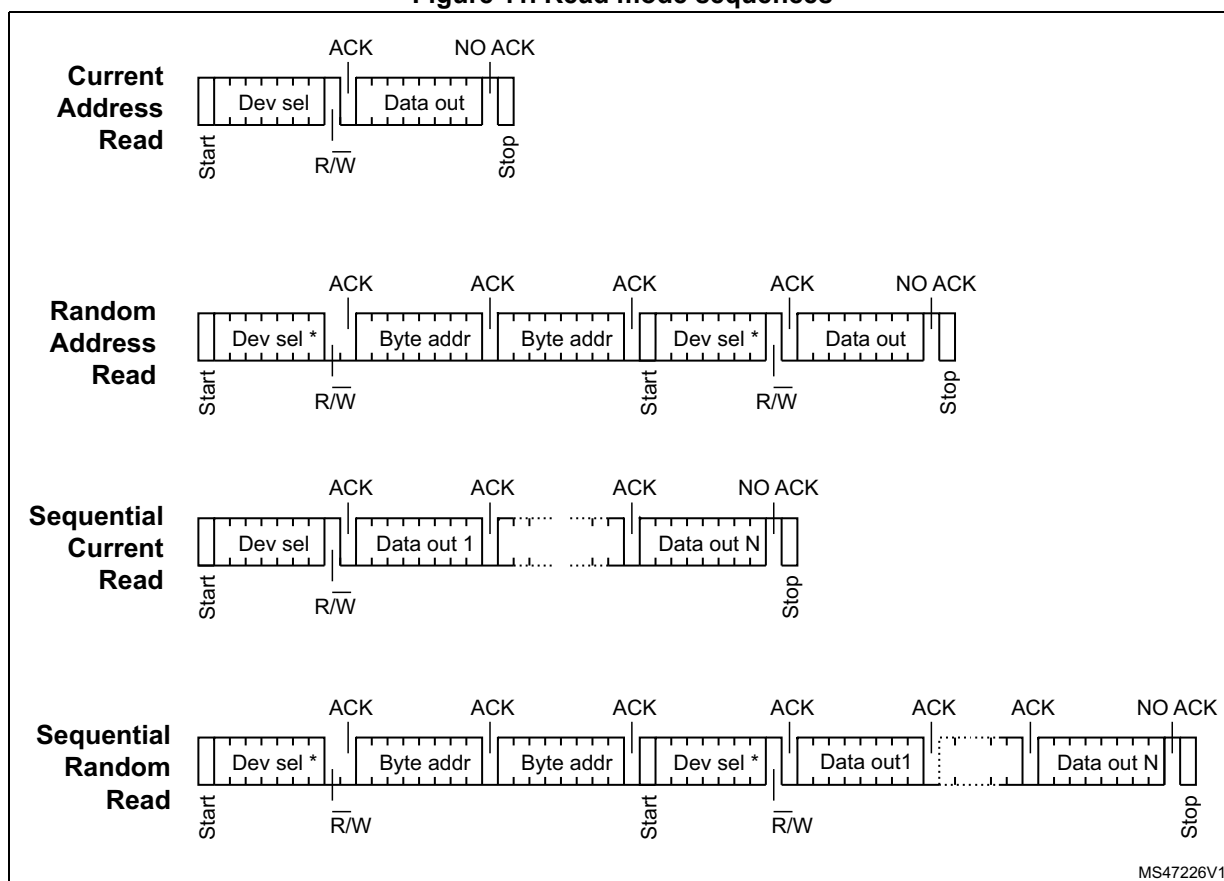 Figure Read mode sequences
ACK NO ACK
Current Address Read
Dev sel Data out
Start R/W̅ Stop
ACK ACK ACK ACK NO ACK
Random Address Read
Dev sel * Byte addr Byte addr Dev sel * Data out
Start R/W̅ Start R/W̅ Stop
ACK ACK ACK NO ACK
Sequential Current Read
Dev sel Data out 1 Data out N
Start R/W̅ Stop
ACK ACK ACK ACK ACK ACK NO ACK
Sequential Random Read
Dev sel * Byte addr Byte addr Dev sel * Data out1 Data out N
Start R̅/W Start R̅/W Stop
MS47226V1